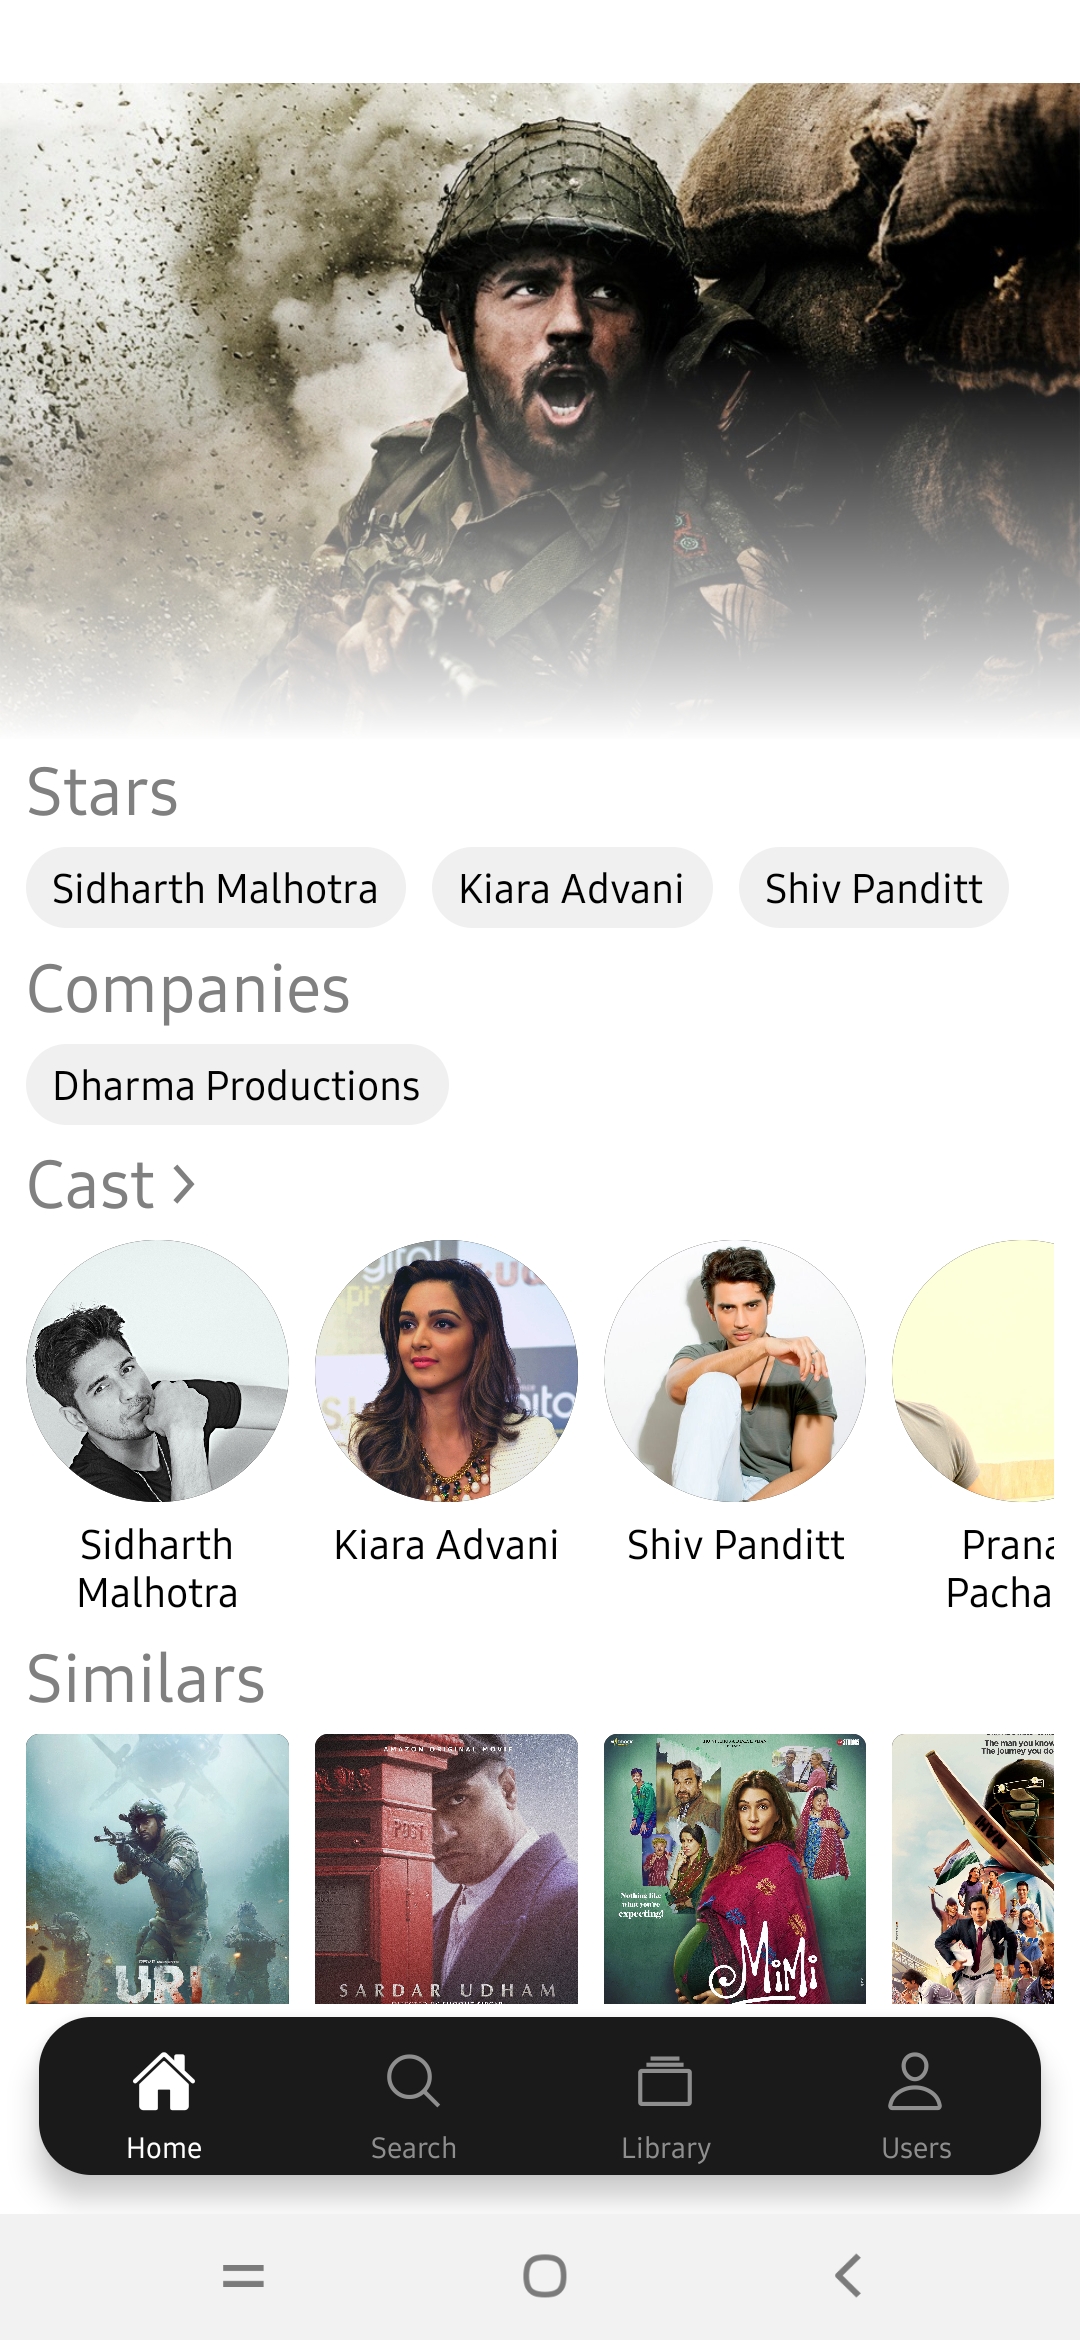 Stars
Sidharth Malhotra
Kiara Advani
Shiv Panditt
Companies
Dharma Productions
Cast
Sidharth
Malhotra
Kiara Advani
Shiv Panditt
Prana
Pacha
Similars
URI
AMAZON ORIGINAL MOVIE
POST
SARDAR UDHAM
Nothing like
what you're
expecting!
Mimi
The man you know
The journey you do
Home
Search
Library
Users